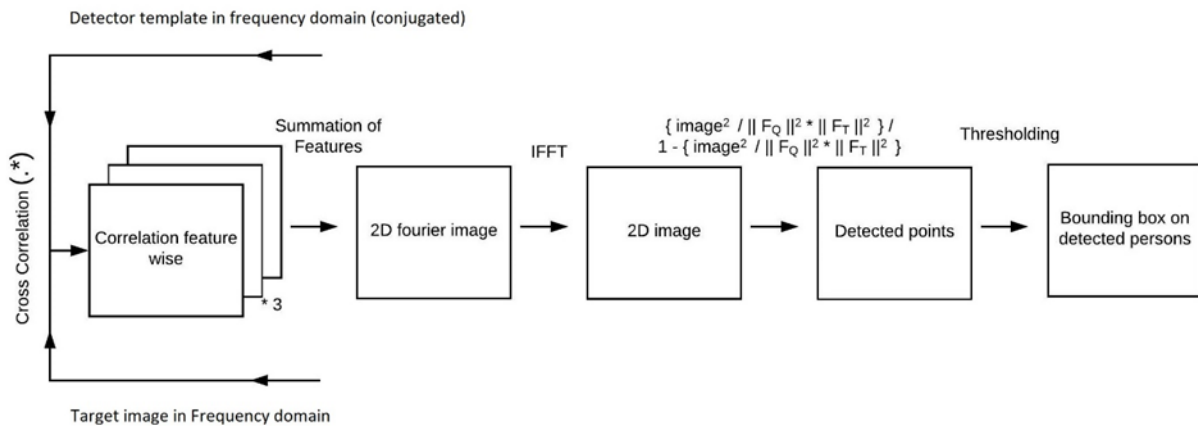 Detector template in frequency domain (conjugated)
Cross Correlation (.*)
Correlation feature
wise
* 3
Summation of
Features
2D fourier image
IFFT
2D image
{ image² / || F_Q ||² * || F_T ||² } /
1 - { image² / || F_Q ||² * || F_T ||² }
Detected points
Thresholding
Bounding box on
detected persons
Target image in Frequency domain